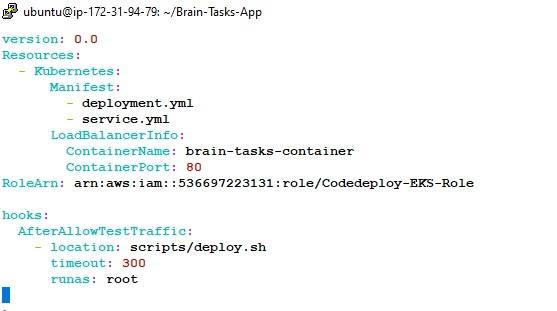 ubuntu@ip-172-31-94-79: ~/Brain-Tasks-App
version: 0.0
Resources:
  - Kubernetes:
      Manifest:
        - deployment.yml
        - service.yml
      LoadBalancerInfo:
        ContainerName: brain-tasks-container
        ContainerPort: 80
RoleArn: arn:aws:iam::536697223131:role/Codedeploy-EKS-Role

hooks:
  AfterAllowTestTraffic:
    - location: scripts/deploy.sh
      timeout: 300
      runas: root